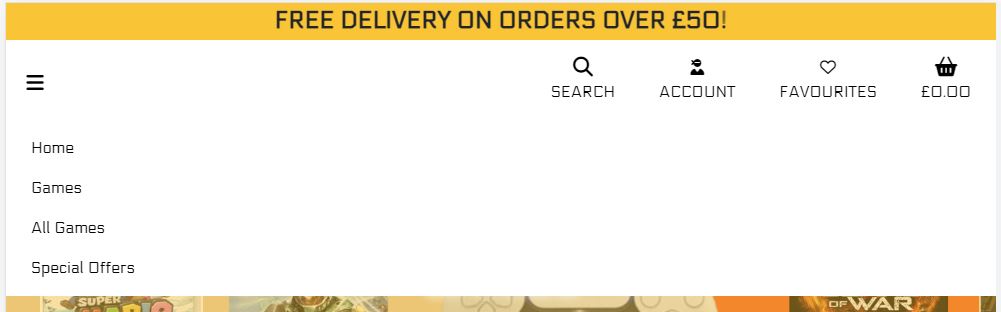 FREE DELIVERY ON ORDERS OVER £50!
SEARCH
ACCOUNT
FAVOURITES
£0.00
Home
Games
All Games
Special Offers
SUPER
OF WAR